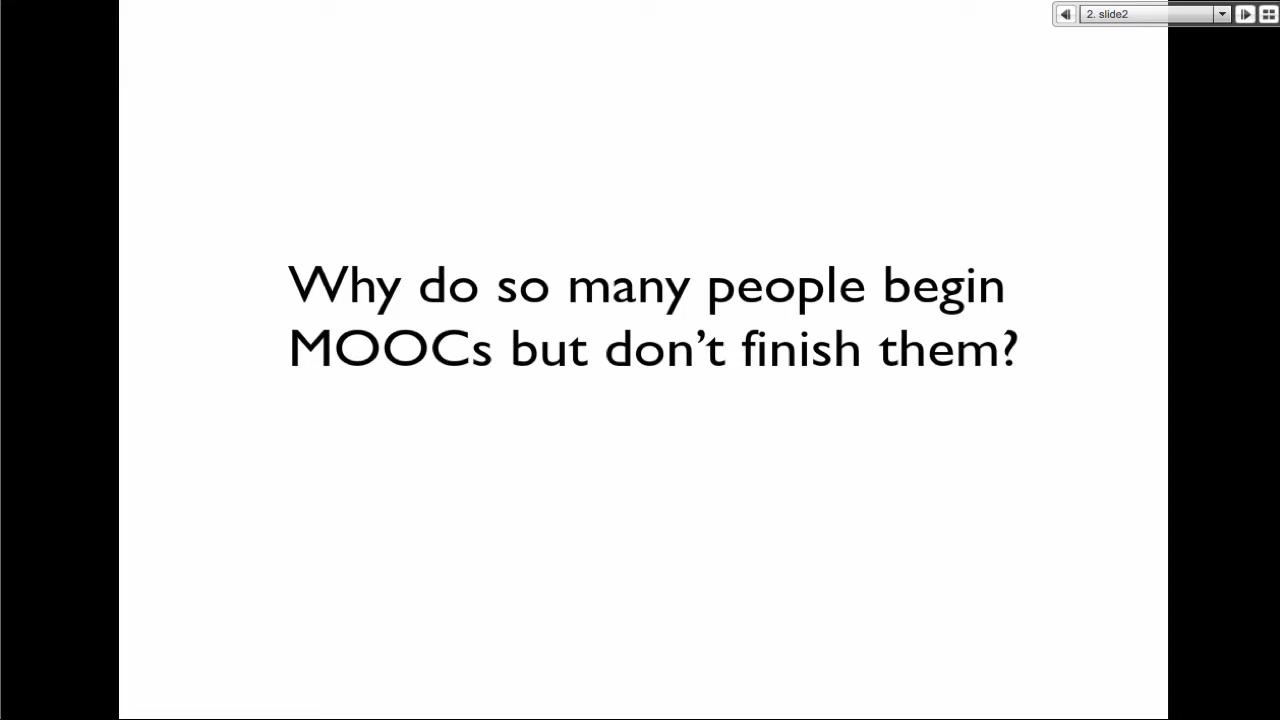 2. slide2
Why do so many people begin
MOOCs but don’t finish them?